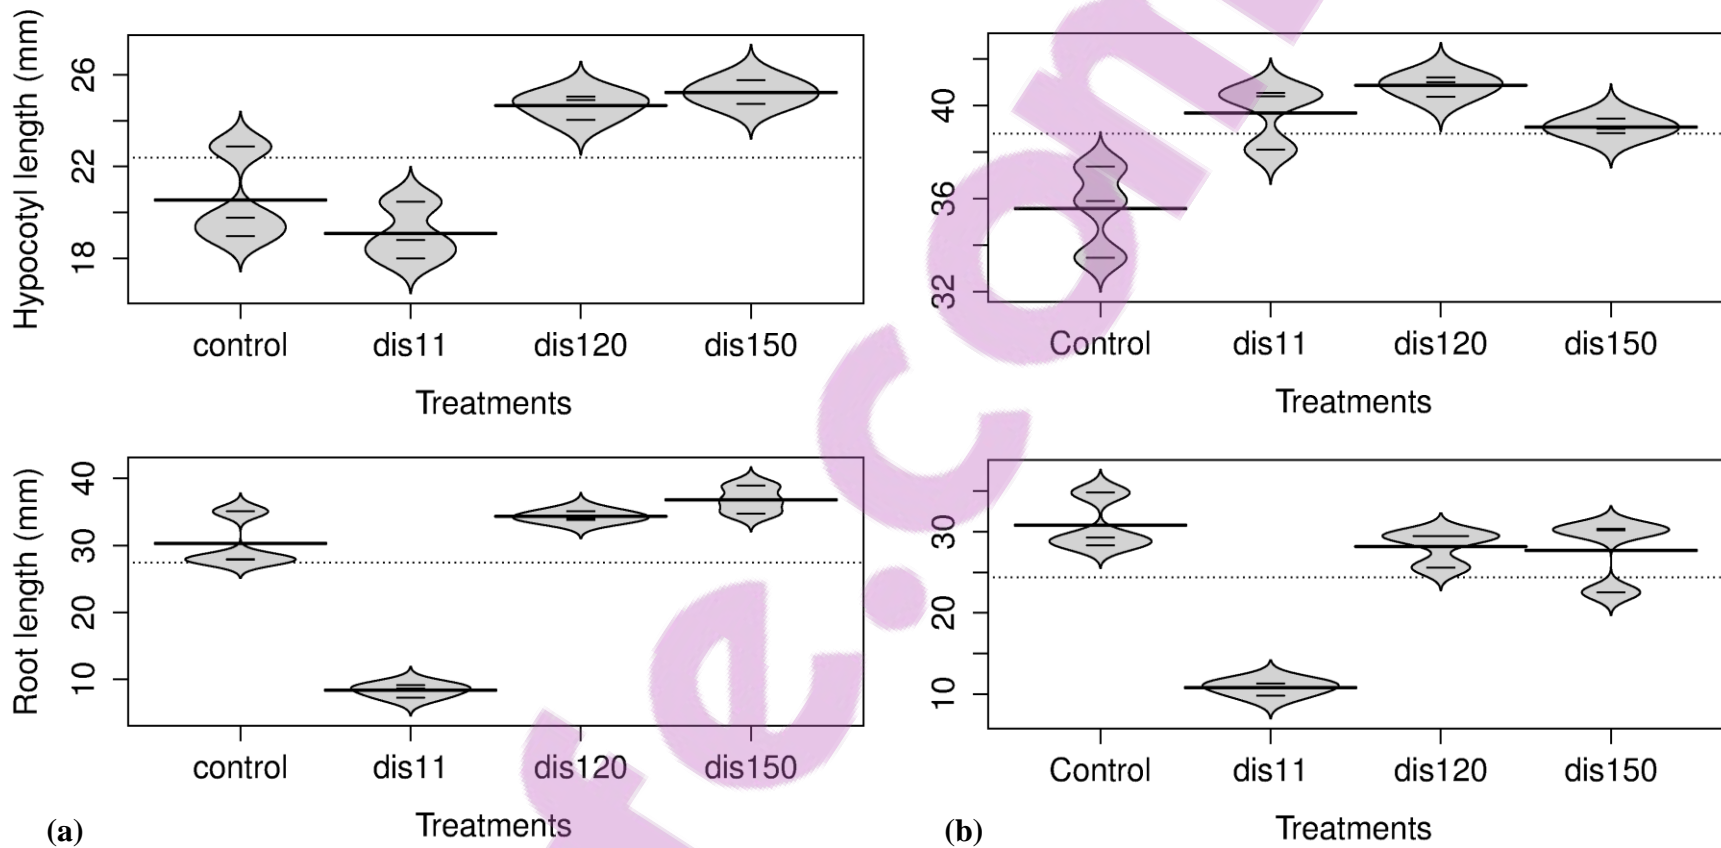 Hypocotyl length (mm)
26
22
18
control dis11 dis120 dis150
Treatments
40
36
32
Control dis11 dis120 dis150
Treatments
Root length (mm)
40
30
20
10
control dis11 dis120 dis150
Treatments
(a)
30
20
10
Control dis11 dis120 dis150
Treatments
(b)
fe.com